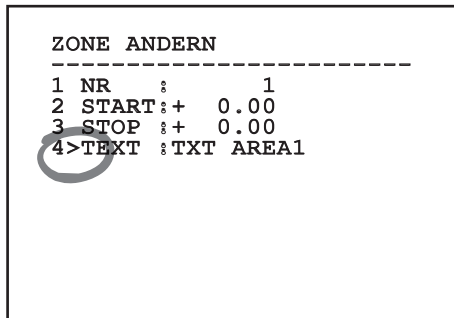 ZONE ANDERN
------------------------
1 NR    :      1
2 START:+  0.00
3 STOP :+  0.00
4>TEXT :TXT AREA1